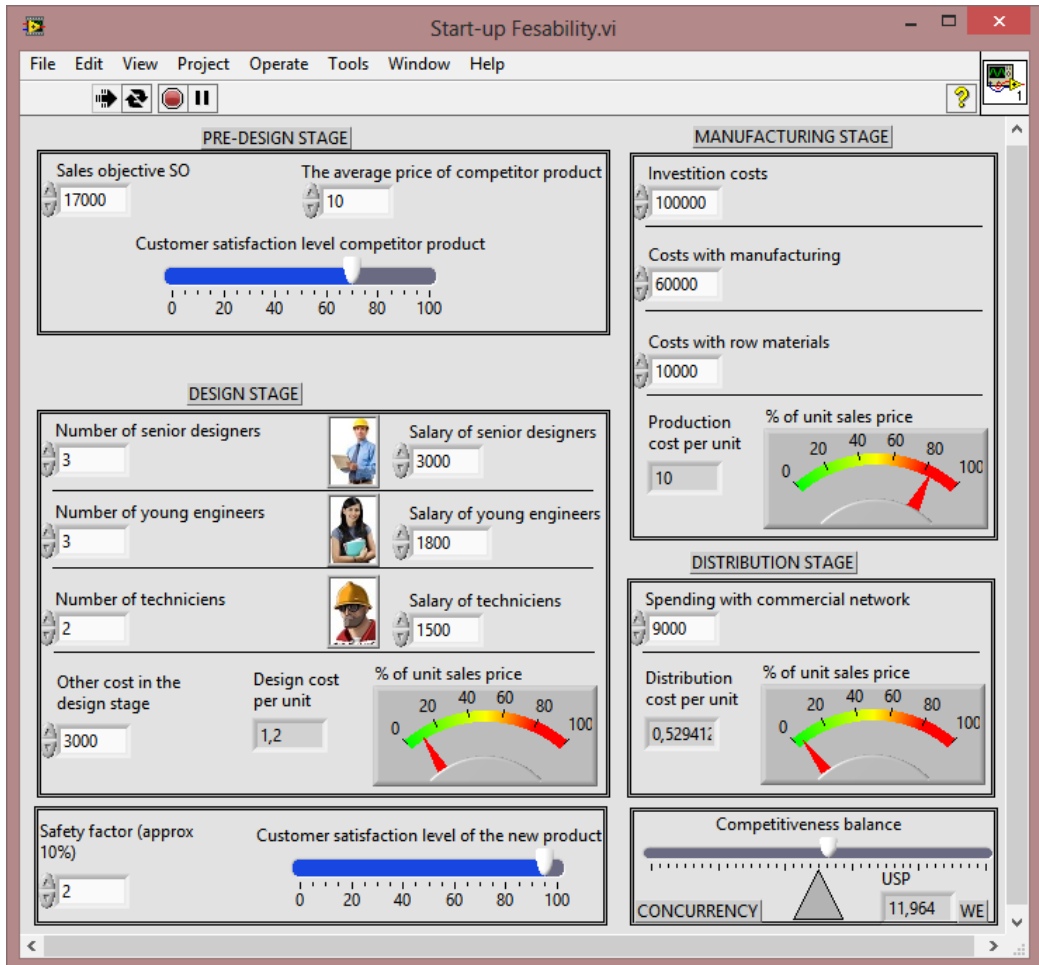 Start-up Fesability.vi
File Edit View Project Operate Tools Window Help
1
PRE-DESIGN STAGE
Sales objective SO
17000
The average price of competitor product
10
Customer satisfaction level competitor product
0 20 40 60 80 100
DESIGN STAGE
Number of senior designers
3
Salary of senior designers
3000
Number of young engineers
3
Salary of young engineers
1800
Number of techniciens
2
Salary of techniciens
1500
Other cost in the
design stage
3000
Design cost
per unit
1,2
% of unit sales price
0 20 40 60 80 100
Safety factor (approx
10%)
2
Customer satisfaction level of the new product
0 20 40 60 80 100
MANUFACTURING STAGE
Investition costs
100000
Costs with manufacturing
60000
Costs with row materials
10000
Production
cost per unit
10
% of unit sales price
0 20 40 60 80 100
DISTRIBUTION STAGE
Spending with commercial network
9000
Distribution
cost per unit
0,529412
% of unit sales price
0 20 40 60 80 100
Competitiveness balance
USP
CONCURRENCY 11,964 WE